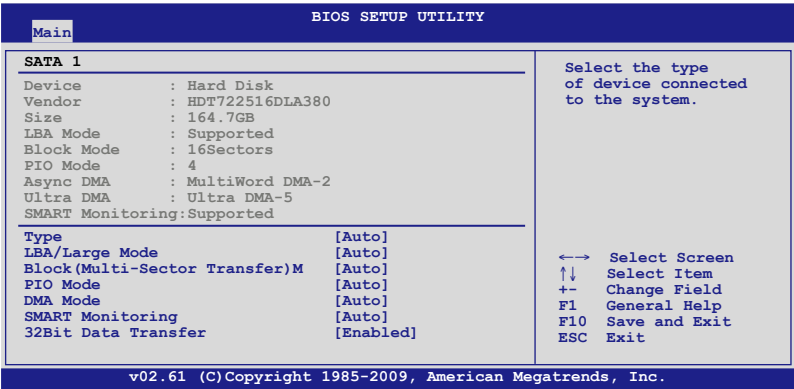 BIOS SETUP UTILITY
Main
SATA 1
Device : Hard Disk
Vendor : HDT722516DLA380
Size : 164.7GB
LBA Mode : Supported
Block Mode : 16Sectors
PIO Mode : 4
Async DMA : MultiWord DMA-2
Ultra DMA : Ultra DMA-5
SMART Monitoring:Supported
Type [Auto]
LBA/Large Mode [Auto]
Block(Multi-Sector Transfer)M [Auto]
PIO Mode [Auto]
DMA Mode [Auto]
SMART Monitoring [Auto]
32Bit Data Transfer [Enabled]
Select the type
of device connected
to the system.
←→ Select Screen
↑↓ Select Item
+- Change Field
F1 General Help
F10 Save and Exit
ESC Exit
v02.61 (C)Copyright 1985-2009, American Megatrends, Inc.